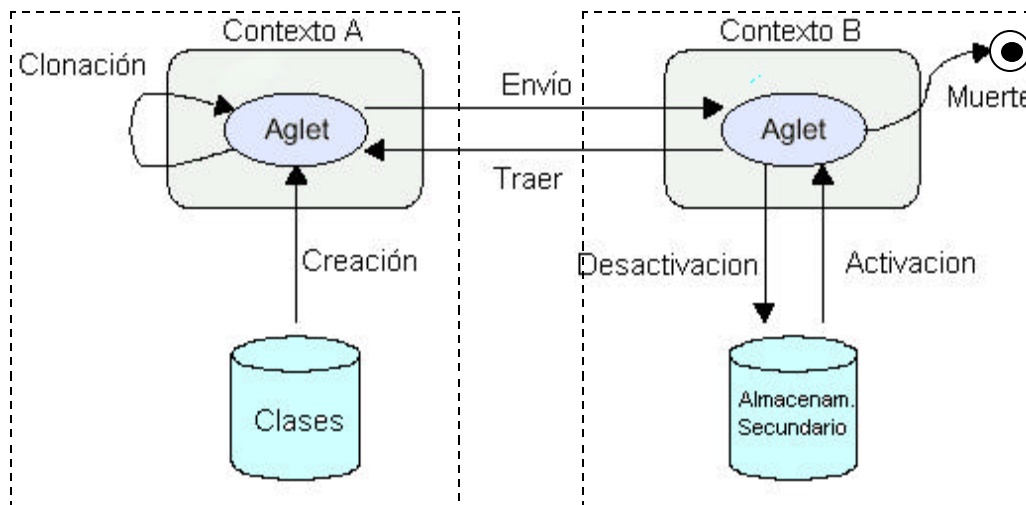 Contexto A
Contexto B
Clonación
Envío
Muerte
Aglet
Aglet
Traer
Creación
Desactivacion
Activacion
Clases
Almacenam.
Secundario